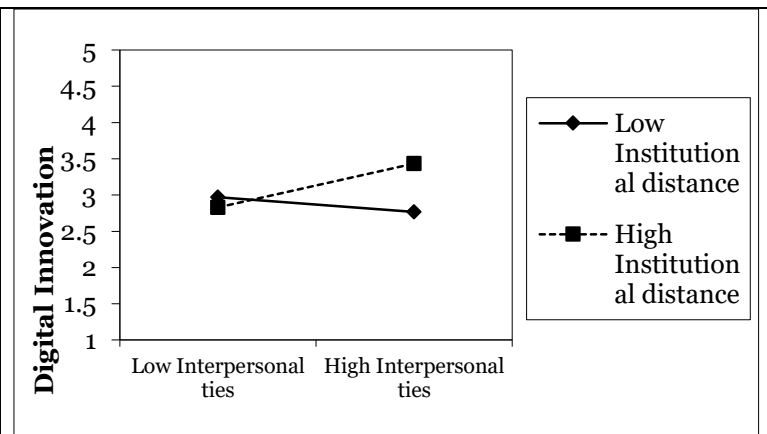 5
4.5
4
3.5
3
2.5
2
1.5
1
Digital Innovation
Low Interpersonal
ties
High Interpersonal
ties
Low
Institution
al distance
High
Institution
al distance